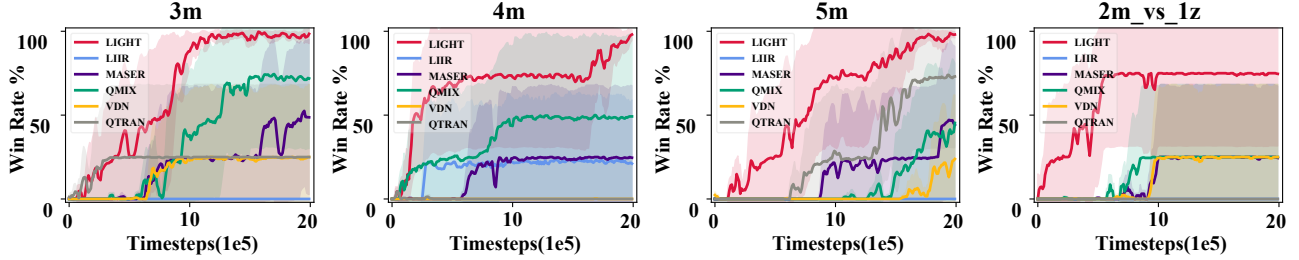 3m
Win Rate %
100
50
0
LIGHT
LIIR
MASER
QMIX
VDN
QTRAN
0
10
20
Timesteps(1e5)
4m
Win Rate %
100
50
0
LIGHT
LIIR
MASER
QMIX
VDN
QTRAN
10
20
Timesteps(1e5)
5m
Win Rate %
100
50
0
LIGHT
LIIR
MASER
QMIX
VDN
QTRAN
0
10
20
Timesteps(1e5)
2m_vs_1z
Win Rate %
100
50
0
LIGHT
LIIR
MASER
QMIX
VDN
QTRAN
0
10
20
Timesteps(1e5)